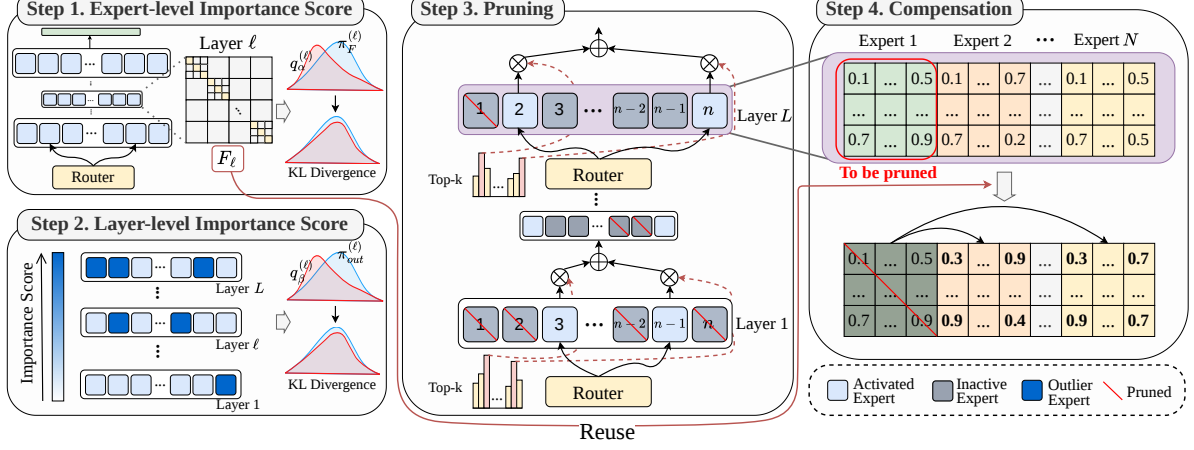 Step 1. Expert-level Importance Score
...
...
...
Router
Layer ℓ
F_ℓ
q_α^(ℓ)
π_F^(ℓ)
KL Divergence
Step 2. Layer-level Importance Score
Importance Score
...
Layer L
...
Layer ℓ
...
Layer 1
q_β^(ℓ)
π_out^(ℓ)
KL Divergence
Step 3. Pruning
1 2 3 ... n−2 n−1 n
Layer L
Top-k
...
Router
...
1 2 3 ... n−2 n−1 n
Layer 1
Top-k
...
Router
Reuse
Step 4. Compensation
Expert 1 Expert 2 ... Expert N
0.1 ... 0.5 0.1 ... 0.7 ... 0.1 ... 0.5
... ... ... ... ... ... ... ... ... ...
0.7 ... 0.9 0.7 ... 0.2 ... 0.7 ... 0.5
To be pruned
0.1 ... 0.5 0.3 ... 0.9 ... 0.3 ... 0.7
... ... ... ... ... ... ... ... ... ...
0.7 ... 0.9 0.9 ... 0.4 ... 0.9 ... 0.7
Activated Expert
Inactive Expert
Outlier Expert
Pruned